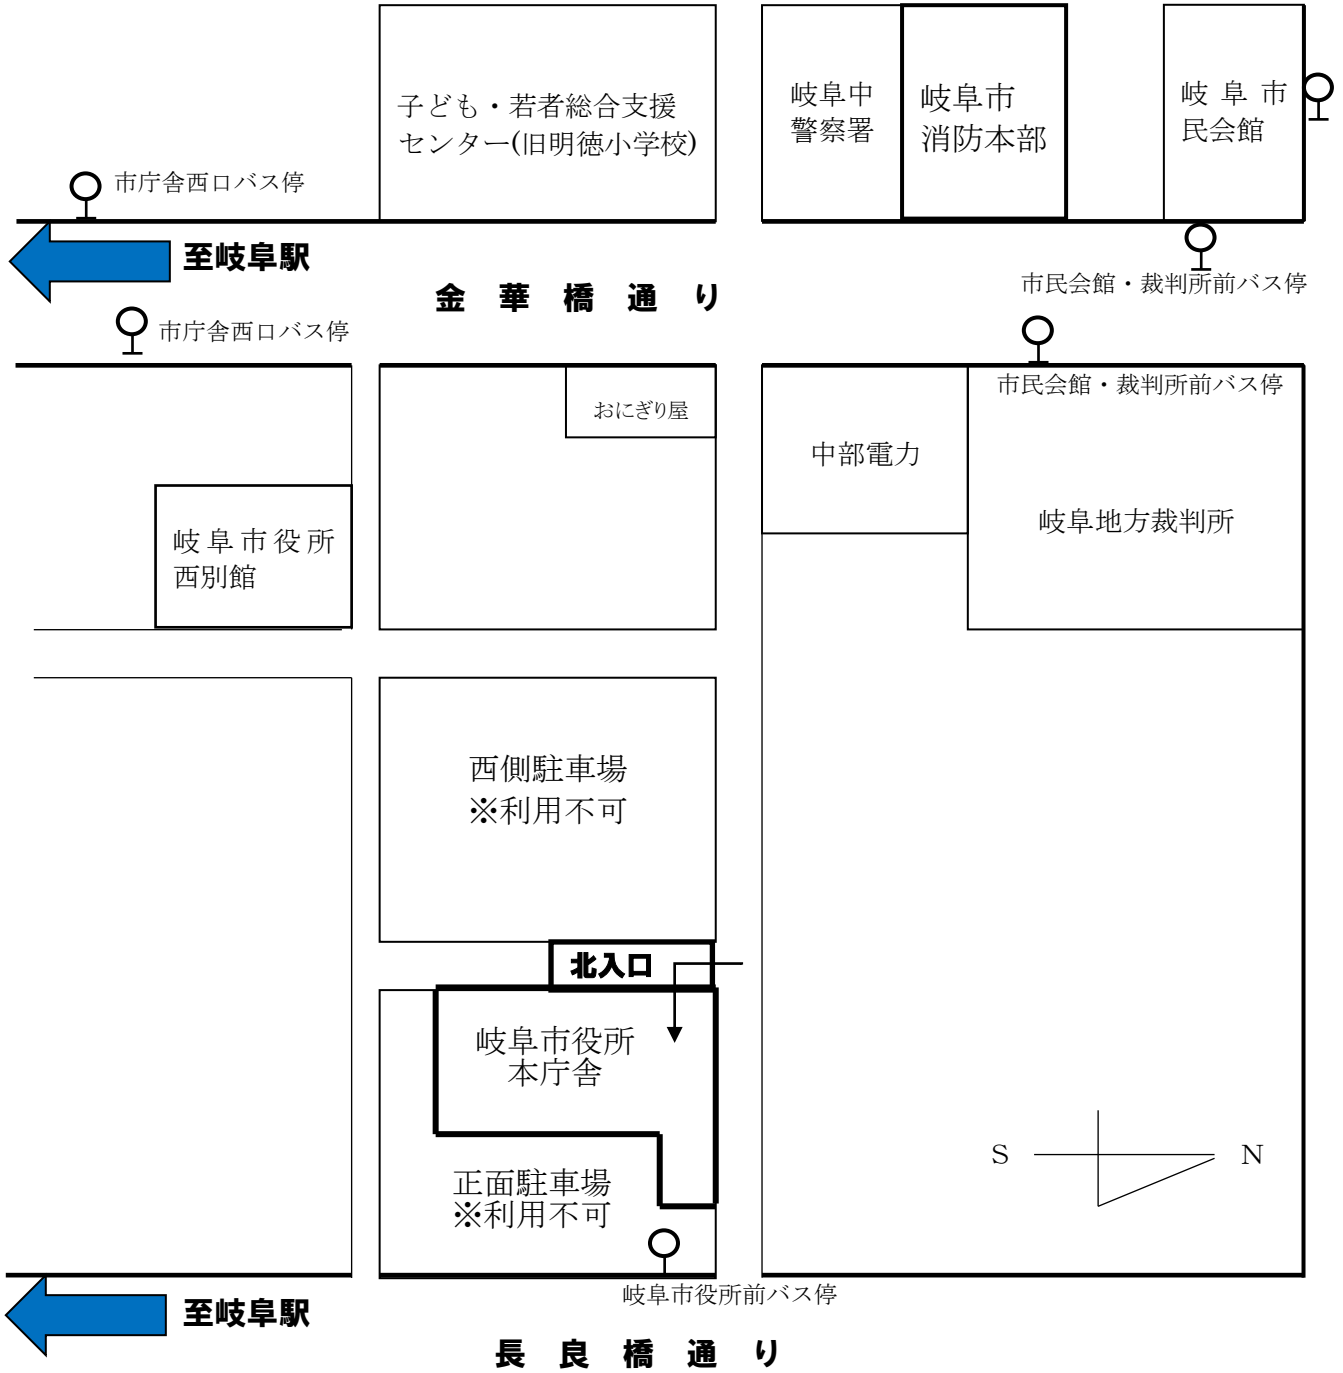 子ども・若者総合支援
センター(旧明徳小学校)
岐阜中
警察署
岐阜市
消防本部
岐阜市
民会館
市庁舎西口バス停
至岐阜駅
金華橋通り
市民会館・裁判所前バス停
市庁舎西口バス停
市民会館・裁判所前バス停
おにぎり屋
中部電力
岐阜地方裁判所
岐阜市役所
西別館
西側駐車場
※利用不可
北入口
岐阜市役所
本庁舎
S
N
正面駐車場
※利用不可
岐阜市役所前バス停
至岐阜駅
長良橋通り